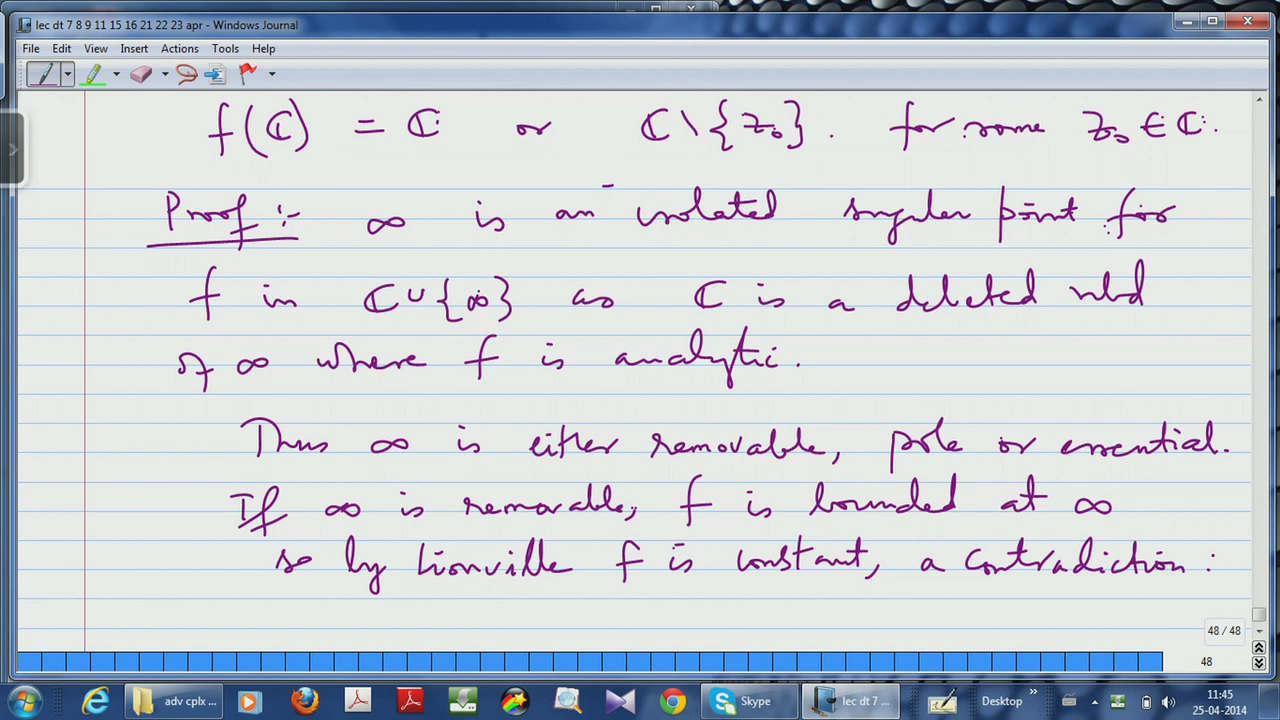 lec dt 7 8 9 11 15 16 21 22 23 apr - Windows Journal
File Edit View Insert Actions Tools Help
f(ℂ) = ℂ or ℂ\{z₀}. for some z₀ ∈ ℂ.
Proof :- ∞ is an isolated singular point for
f in ℂ ∪ {∞} as ℂ is a deleted nbd
of ∞ where f is analytic.
Thus ∞ is either removable, pole or essential.
If ∞ is removable, f is bounded at ∞
so by Liouville f is constant, a contradiction :
48 / 48
48
adv cplx ...
Skype
lec dt 7 ...
Desktop
11:45
25-04-2014